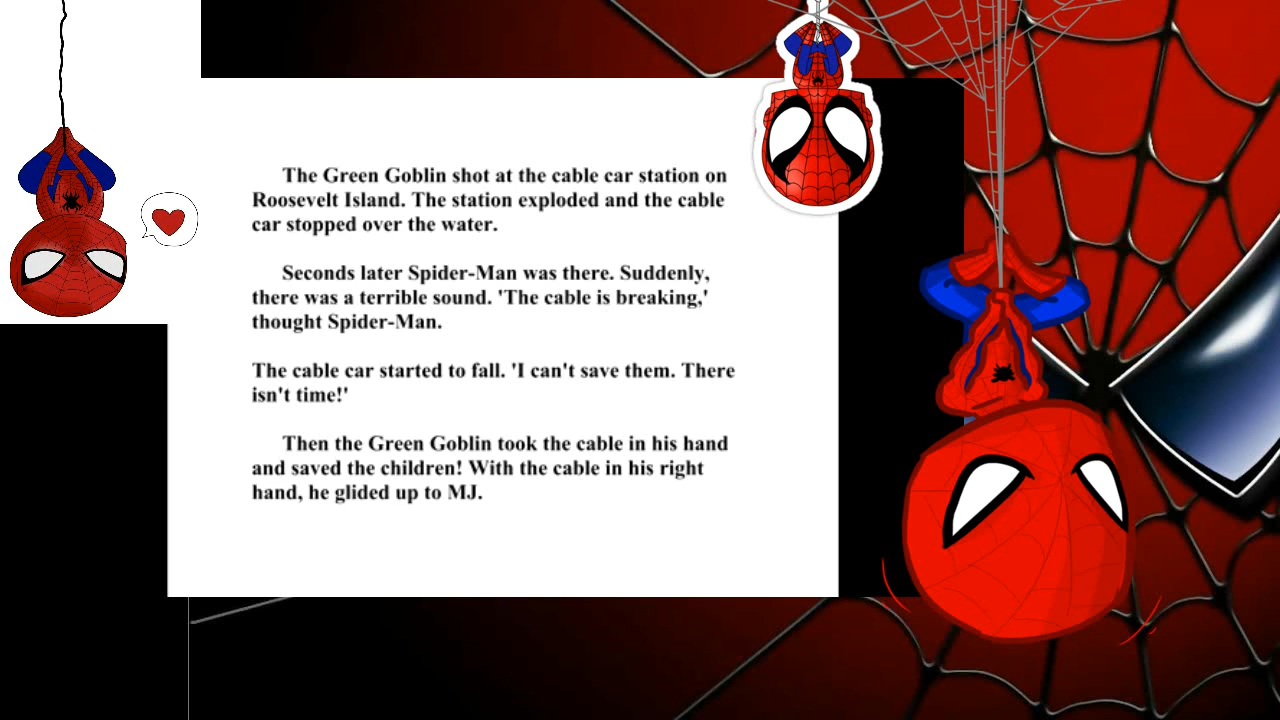 The Green Goblin shot at the cable car station on
Roosevelt Island. The station exploded and the cable
car stopped over the water.
Seconds later Spider-Man was there. Suddenly,
there was a terrible sound. 'The cable is breaking,'
thought Spider-Man.
The cable car started to fall. 'I can't save them. There
isn't time!'
Then the Green Goblin took the cable in his hand
and saved the children! With the cable in his right
hand, he glided up to MJ.